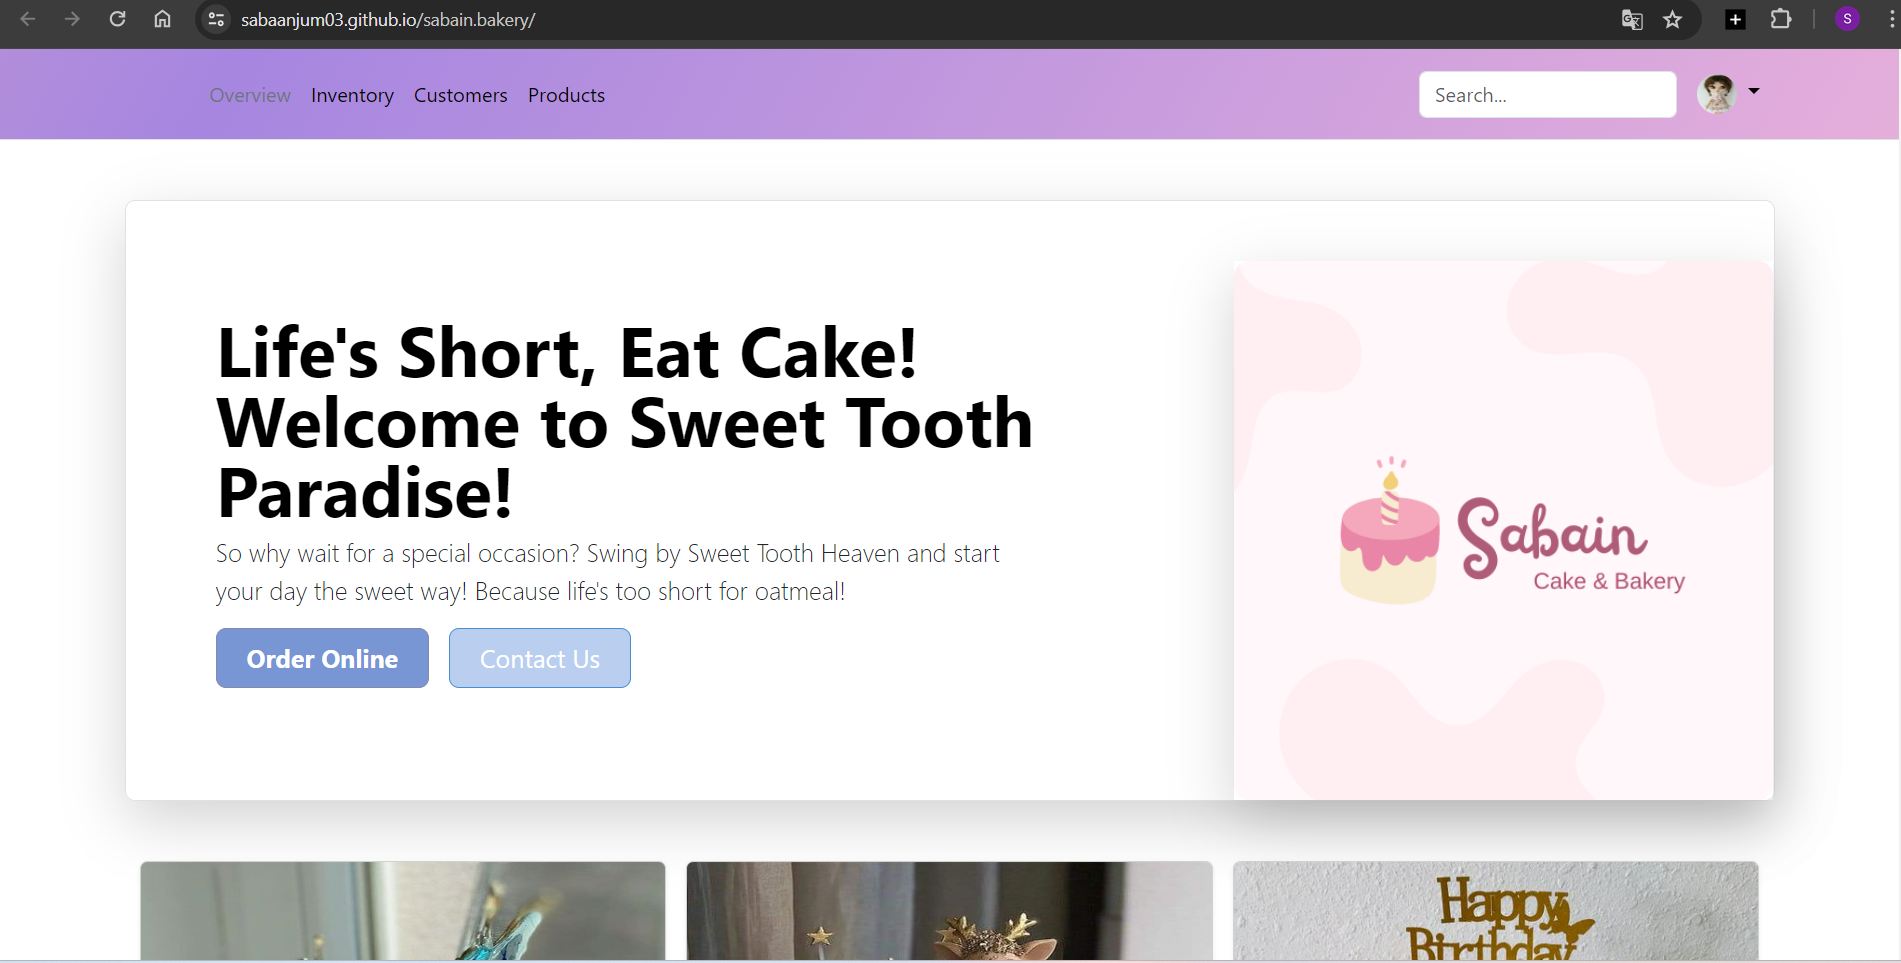 sabaanjum03.github.io/sabain.bakery/
S
Overview Inventory Customers Products
Search...
Life's Short, Eat Cake!
Welcome to Sweet Tooth
Paradise!
So why wait for a special occasion? Swing by Sweet Tooth Heaven and start
your day the sweet way! Because life's too short for oatmeal!
Order Online Contact Us
Sabain
Cake & Bakery
Happy
Birthday